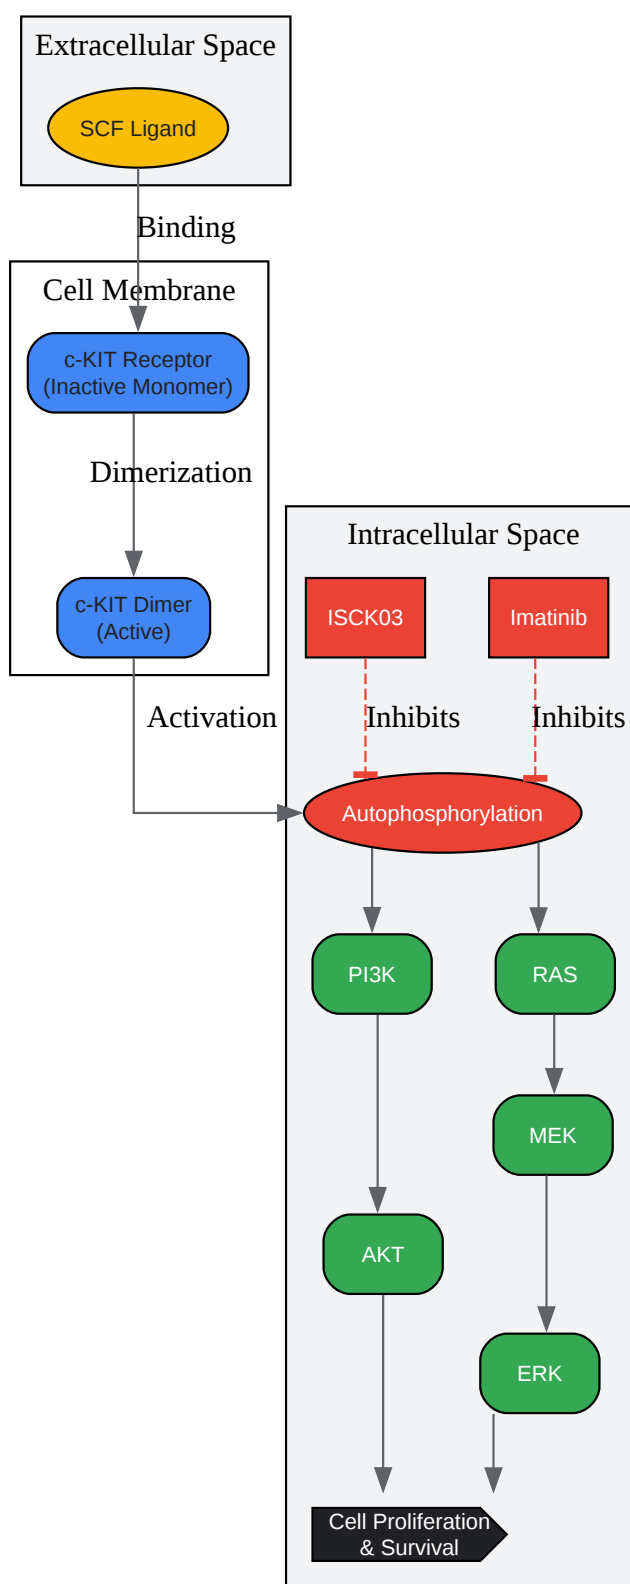 Extracellular Space
SCF Ligand
Binding
Cell Membrane
c-KIT Receptor
(Inactive Monomer)
Dimerization
c-KIT Dimer
(Active)
Activation
Intracellular Space
ISCK03
Imatinib
Inhibits
Inhibits
Autophosphorylation
PI3K
RAS
MEK
AKT
ERK
Cell Proliferation
& Survival